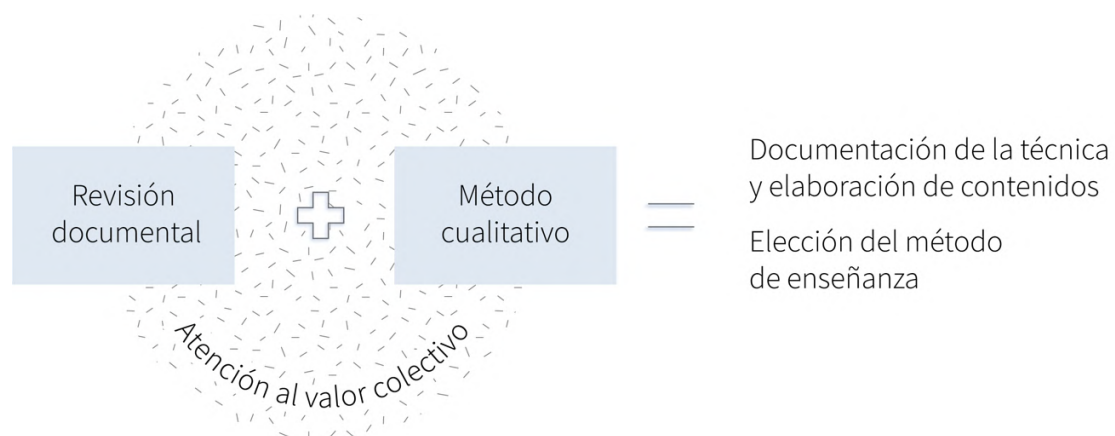 Revisión
documental
Método
cualitativo
Documentación de la técnica
y elaboración de contenidos
Elección del método
de enseñanza
Atención al valor colectivo